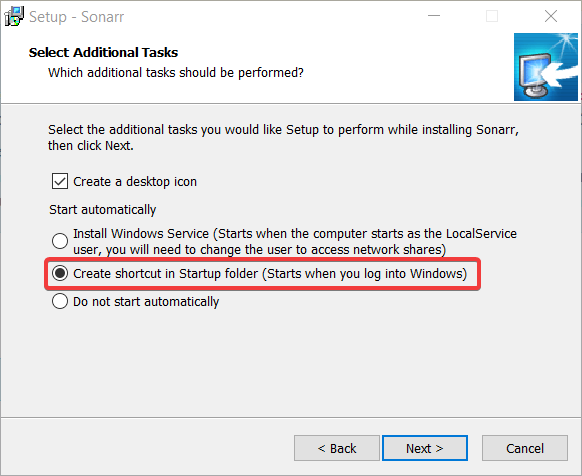 Setup - Sonarr
Select Additional Tasks
Which additional tasks should be performed?
Select the additional tasks you would like Setup to perform while installing Sonarr,
then click Next.
Create a desktop icon
Start automatically
Install Windows Service (Starts when the computer starts as the LocalService
user, you will need to change the user to access network shares)
Create shortcut in Startup folder (Starts when you log into Windows)
Do not start automatically
< Back
Next >
Cancel